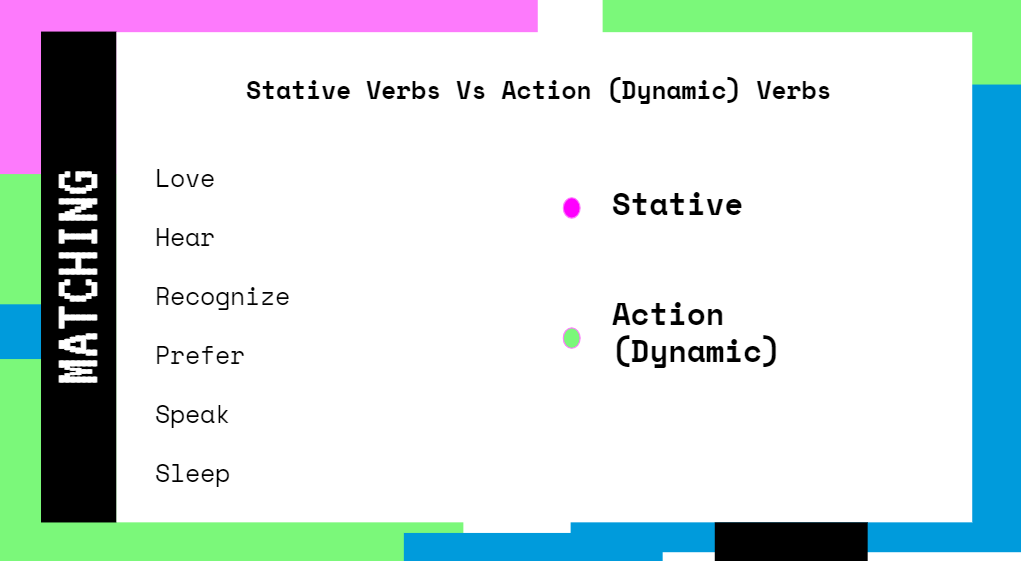 MATCHING
Stative Verbs Vs Action (Dynamic) Verbs
Love
Hear
Recognize
Prefer
Speak
Sleep
Stative
Action
(Dynamic)